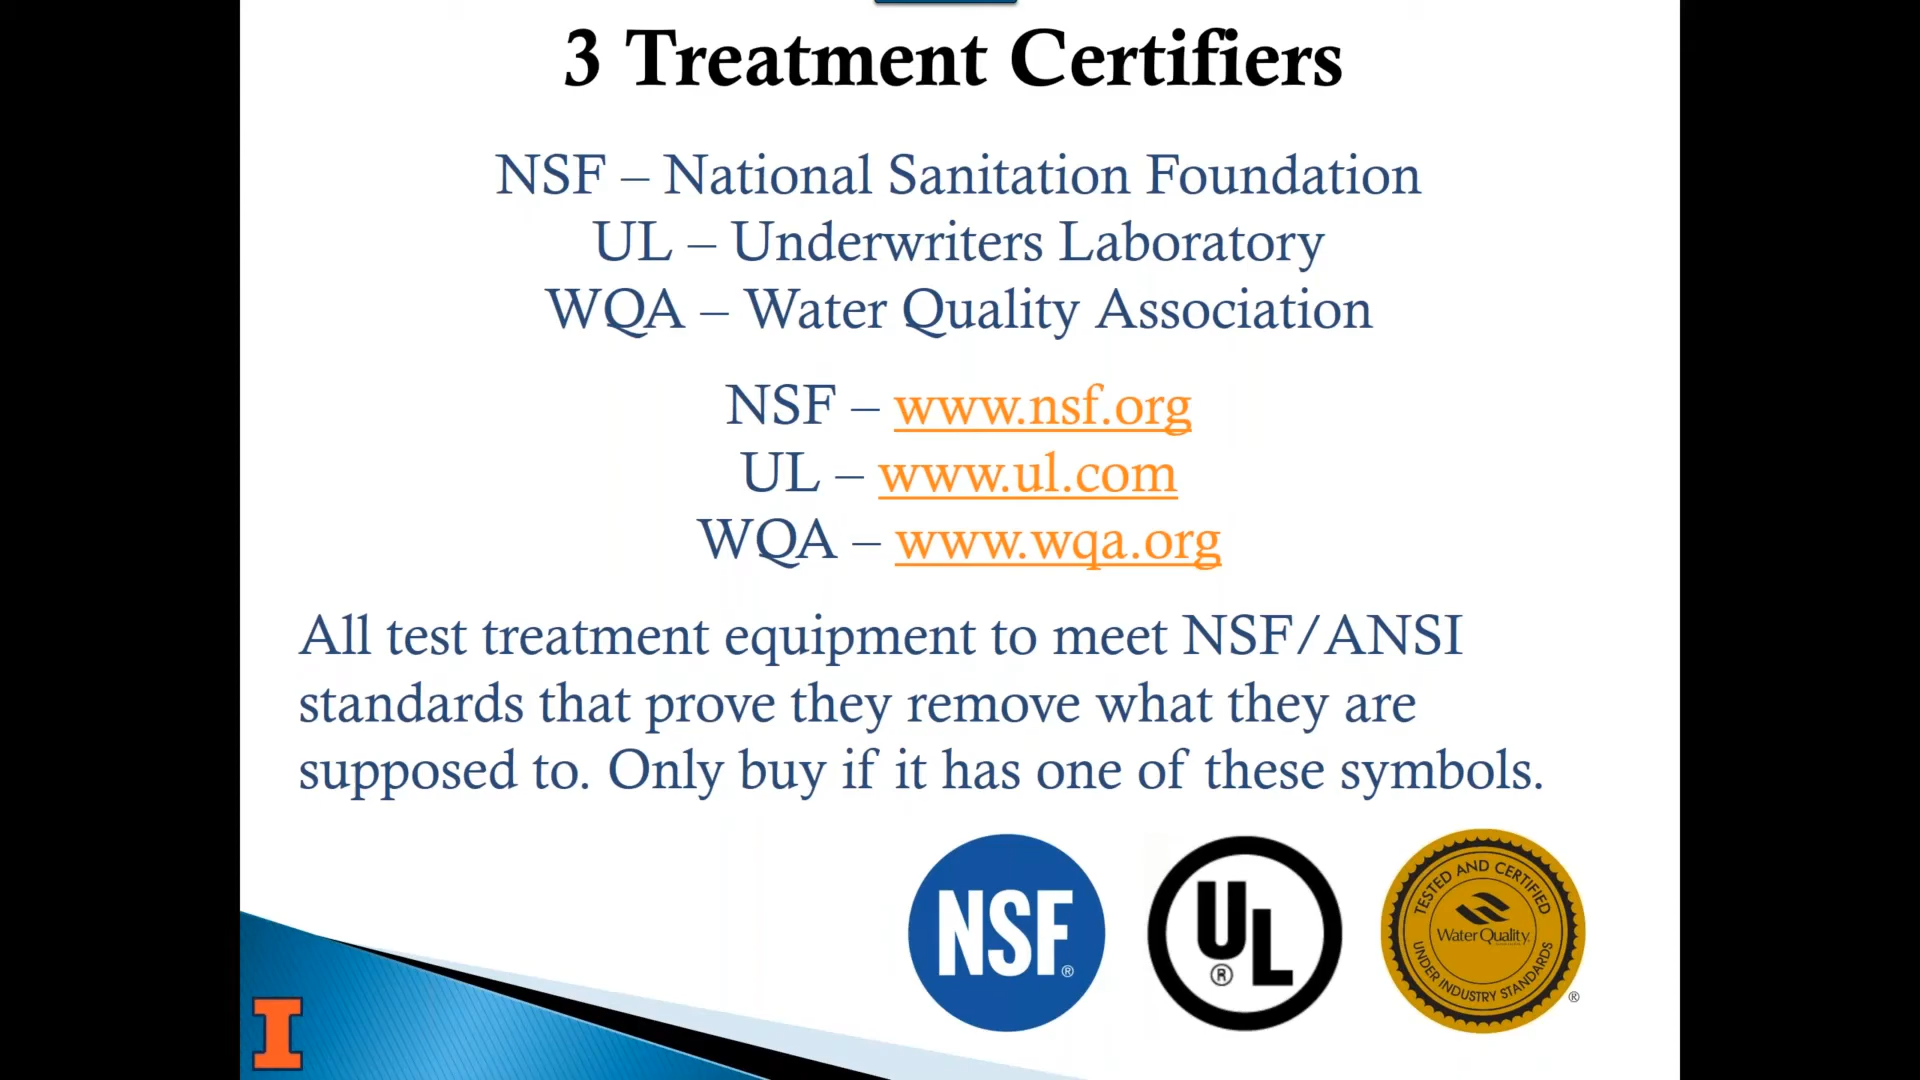 3 Treatment Certifiers
NSF – National Sanitation Foundation
UL – Underwriters Laboratory
WQA – Water Quality Association
NSF – www.nsf.org
UL – www.ul.com
WQA – www.wqa.org
All test treatment equipment to meet NSF/ANSI
standards that prove they remove what they are
supposed to. Only buy if it has one of these symbols.
NSF®
UL®
TESTED AND CERTIFIED
Water Quality
UNDER INDUSTRY STANDARDS
®
I